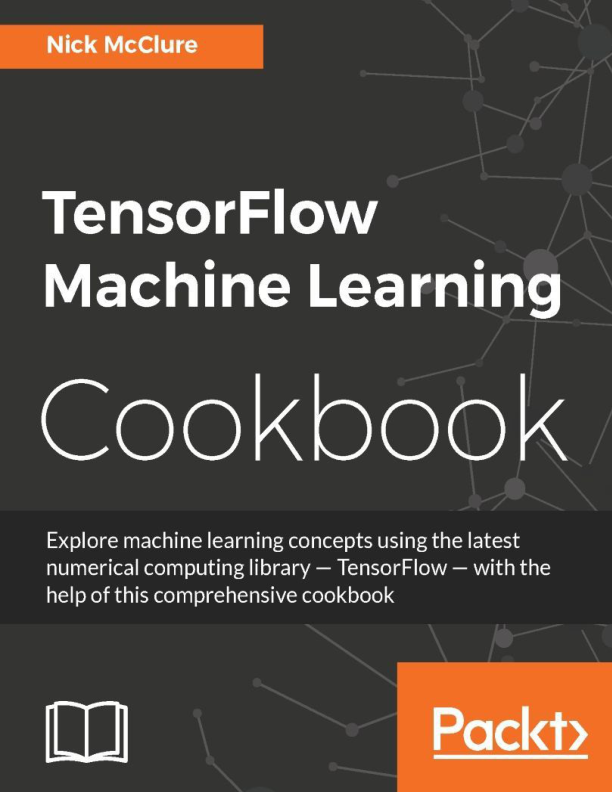 Nick McClure
TensorFlow
Machine Learning
Cookbook
Explore machine learning concepts using the latest
numerical computing library — TensorFlow — with the
help of this comprehensive cookbook
Packt>